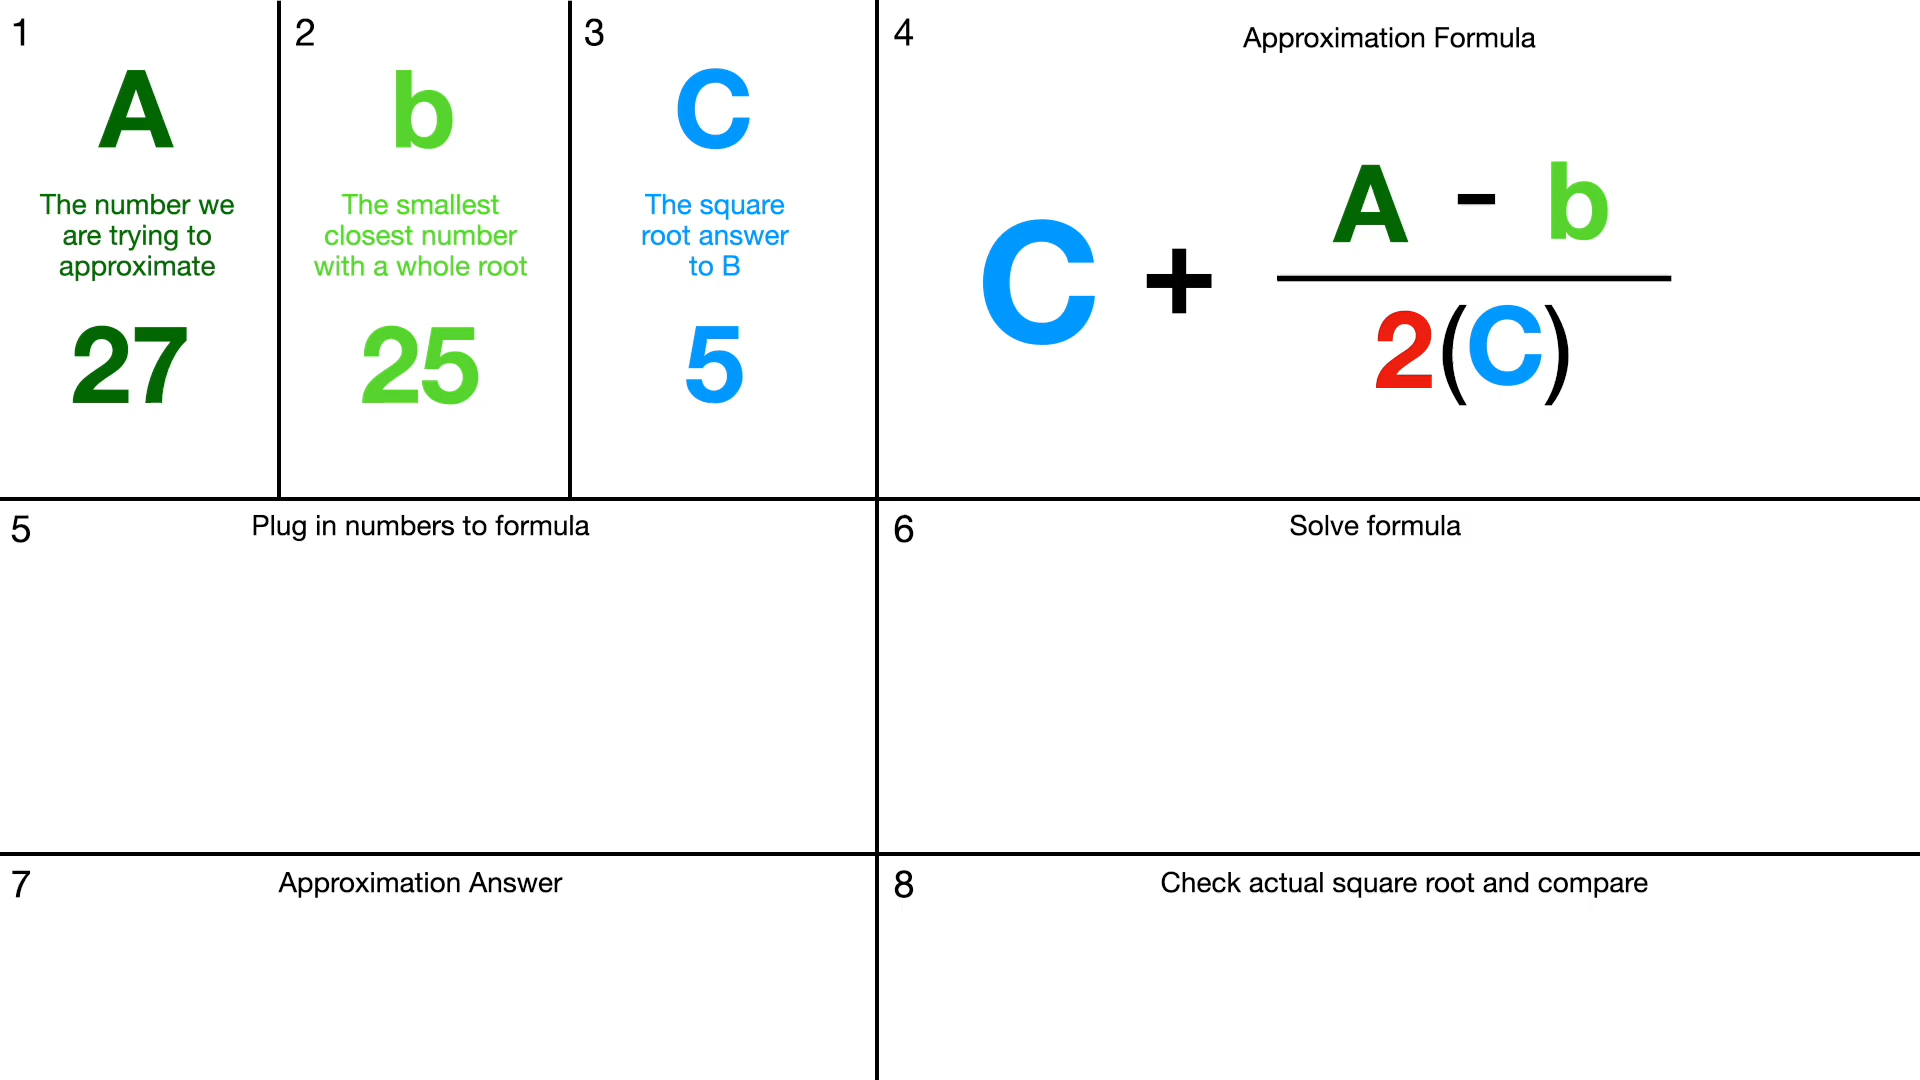 1
A
The number we
are trying to
approximate
27
2
b
The smallest
closest number
with a whole root
25
3
C
The square
root answer
to B
5
4
Approximation Formula
C + A - b
2(C)
5
Plug in numbers to formula
6
Solve formula
7
Approximation Answer
8
Check actual square root and compare